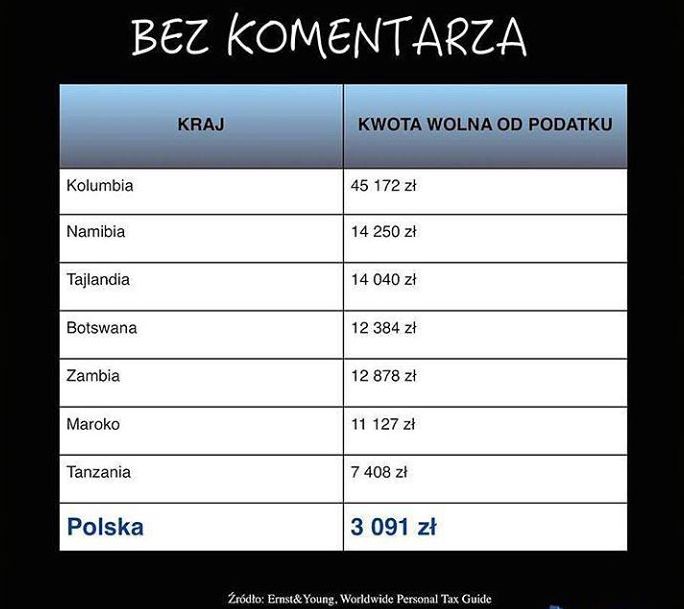 BEZ KOMENTARZA
KRAJ KWOTA WOLNA OD PODATKU
Kolumbia 45 172 zł
Namibia 14 250 zł
Tajlandia 14 040 zł
Botswana 12 384 zł
Zambia 12 878 zł
Maroko 11 127 zł
Tanzania 7 408 zł
Polska 3 091 zł
Źródło: Ernst&Young, Worldwide Personal Tax Guide